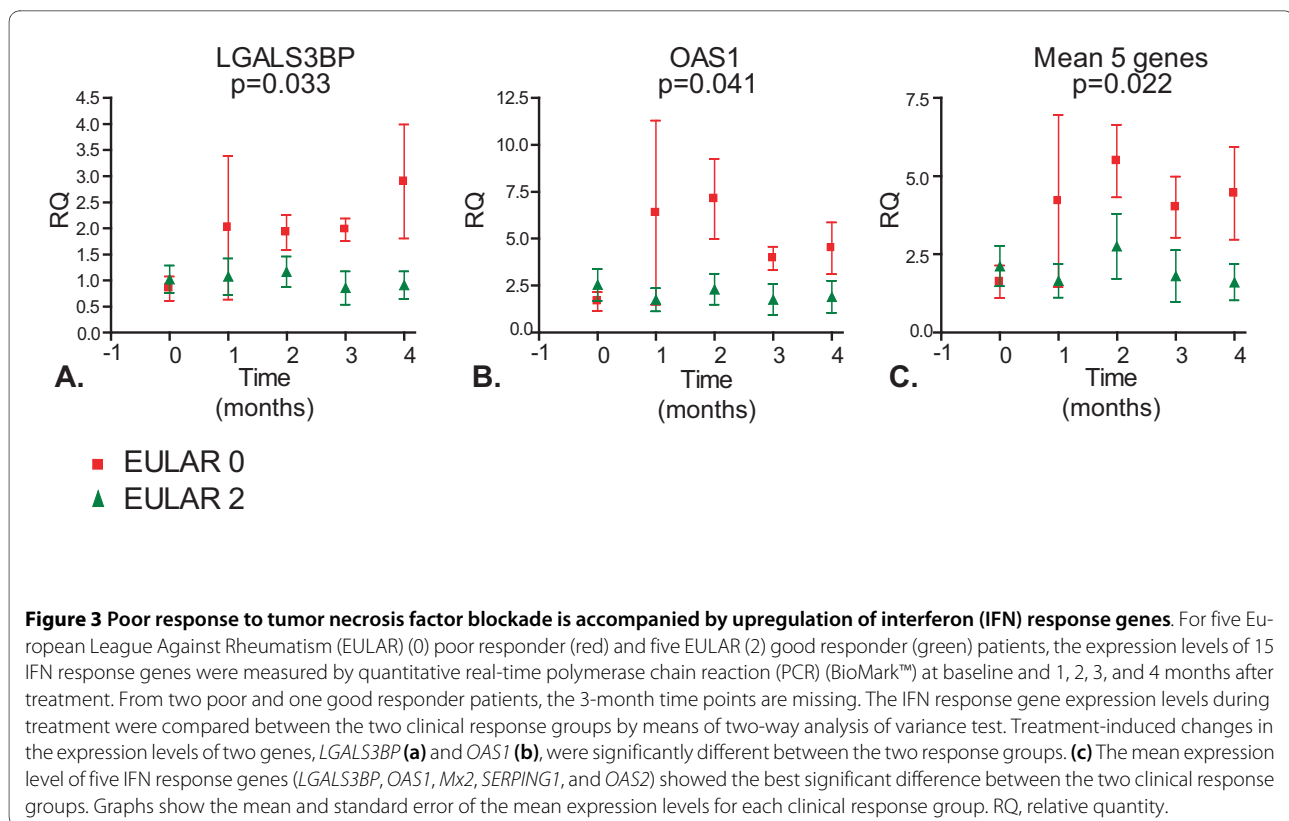 LGALS3BP
p=0.033
4.5
4.0
3.5
3.0
2.5
2.0
1.5
1.0
0.5
0.0
RQ
-1 0 1 2 3 4
A.
Time
(months)
OAS1
p=0.041
12.5
10.0
7.5
5.0
2.5
0.0
RQ
-1 0 1 2 3 4
B.
Time
(months)
Mean 5 genes
p=0.022
7.5
5.0
2.5
0.0
RQ
-1 0 1 2 3 4
C.
Time
(months)
EULAR 0
EULAR 2
Figure 3 Poor response to tumor necrosis factor blockade is accompanied by upregulation of interferon (IFN) response genes. For five Eu-
ropean League Against Rheumatism (EULAR) (0) poor responder (red) and five EULAR (2) good responder (green) patients, the expression levels of 15
IFN response genes were measured by quantitative real-time polymerase chain reaction (PCR) (BioMark™) at baseline and 1, 2, 3, and 4 months after
treatment. From two poor and one good responder patients, the 3-month time points are missing. The IFN response gene expression levels during
treatment were compared between the two clinical response groups by means of two-way analysis of variance test. Treatment-induced changes in
the expression levels of two genes, LGALS3BP (a) and OAS1 (b), were significantly different between the two response groups. (c) The mean expression
level of five IFN response genes (LGALS3BP, OAS1, Mx2, SERPING1, and OAS2) showed the best significant difference between the two clinical response
groups. Graphs show the mean and standard error of the mean expression levels for each clinical response group. RQ, relative quantity.